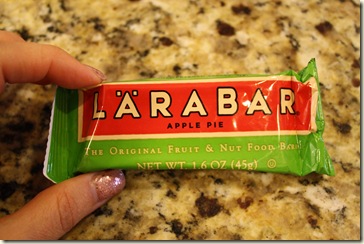 LÄRABAR
APPLE PIE
THE ORIGINAL FRUIT & NUT FOOD BAR
NET WT. 1.6 OZ (45g)